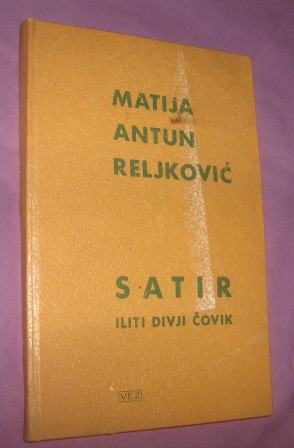 MATIJA
ANTUN
RELJKOVIĆ
SATIR
ILITI DIVJI ČOVIK
VEZ